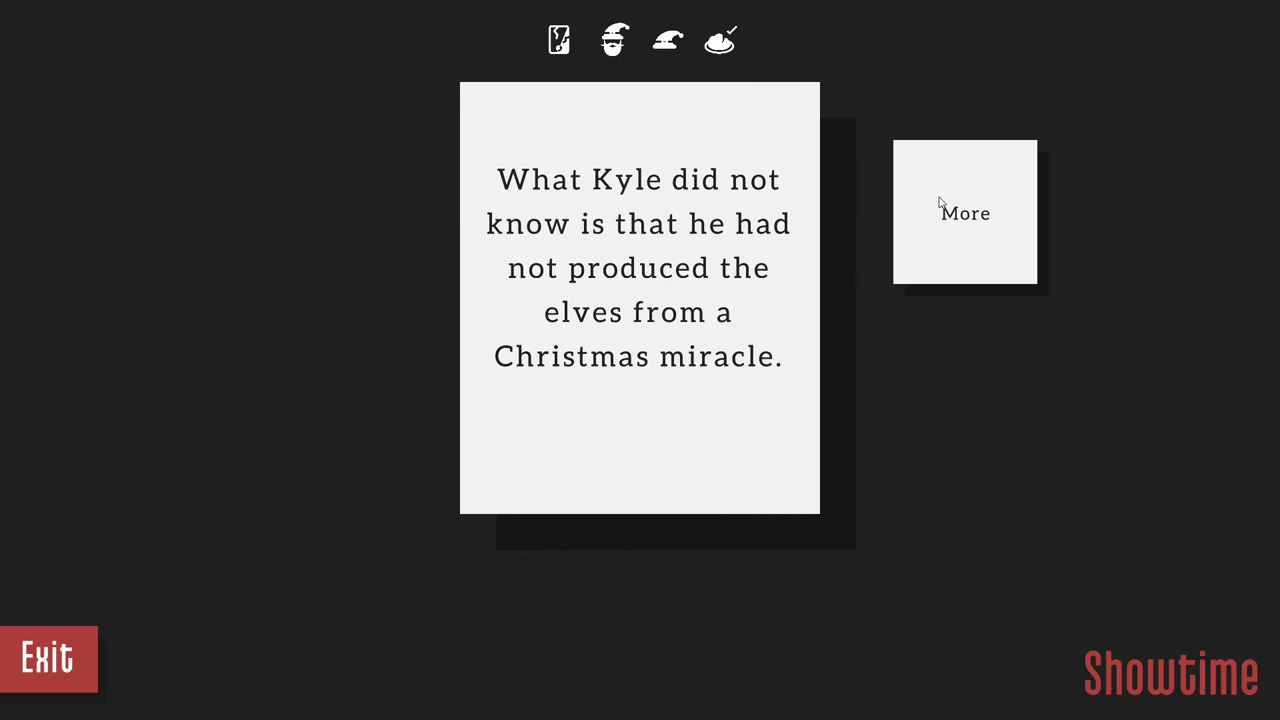 What Kyle did not
know is that he had
not produced the
elves from a
Christmas miracle.
More
Exit
Showtime